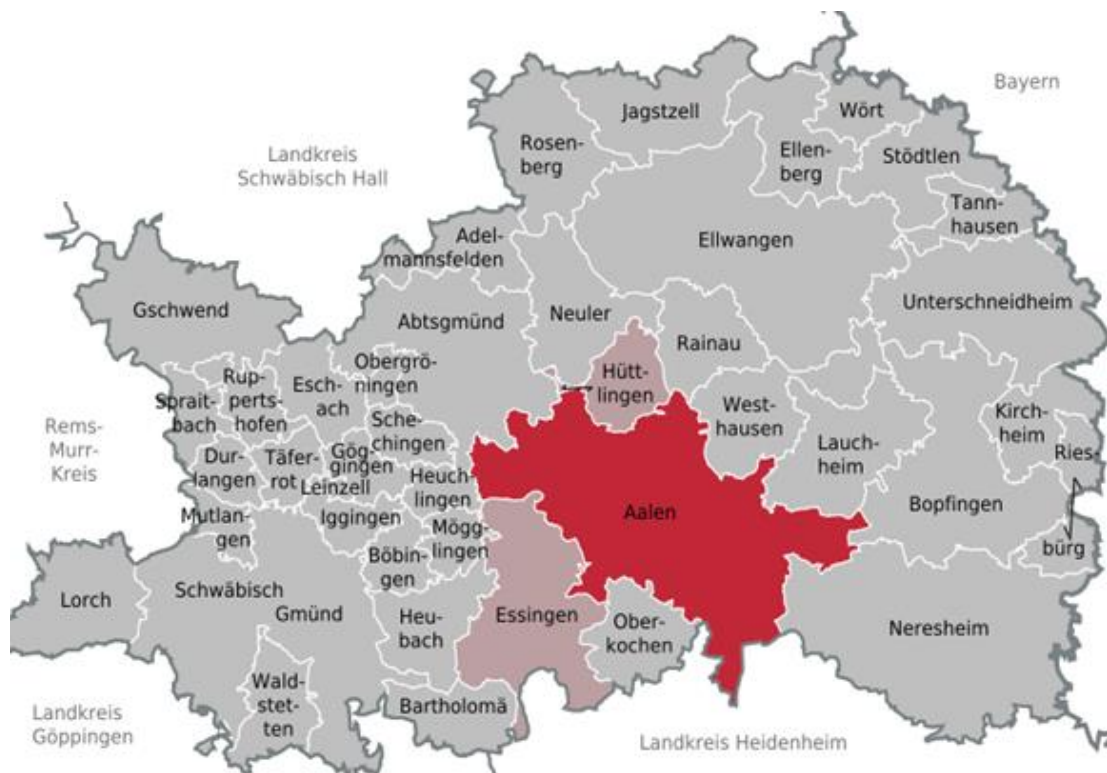 Bayern
Jagstzell
Wört
Rosen-
berg
Ellen-
berg
Stödtlen
Landkreis
Schwäbisch Hall
Tann-
hausen
Adel-
mannsfelden
Ellwangen
Gschwend
Abtsgmünd
Neuler
Unterschneidheim
Rainau
Obergrö-
ningen
Hütt-
lingen
Rup-
perts-
hofen
Esch-
ach
Sprait-
bach
West-
hausen
Kirch-
heim
Rems-
Murr-
Kreis
Sche-
chingen
Lauch-
heim
Ries-
Dur-
langen
Täfer-
rot
Gög-
gingen
Leinzell
Heuch-
lingen
Bopfingen
Aalen
Mutlan-
gen
Iggingen
Mögg-
lingen
Böbin-
gen
bürg
Lorch
Schwäbisch
Gmünd
Heu-
bach
Essingen
Ober-
kochen
Neresheim
Wald-
stet-
ten
Bartholomä
Landkreis
Göppingen
Landkreis Heidenheim